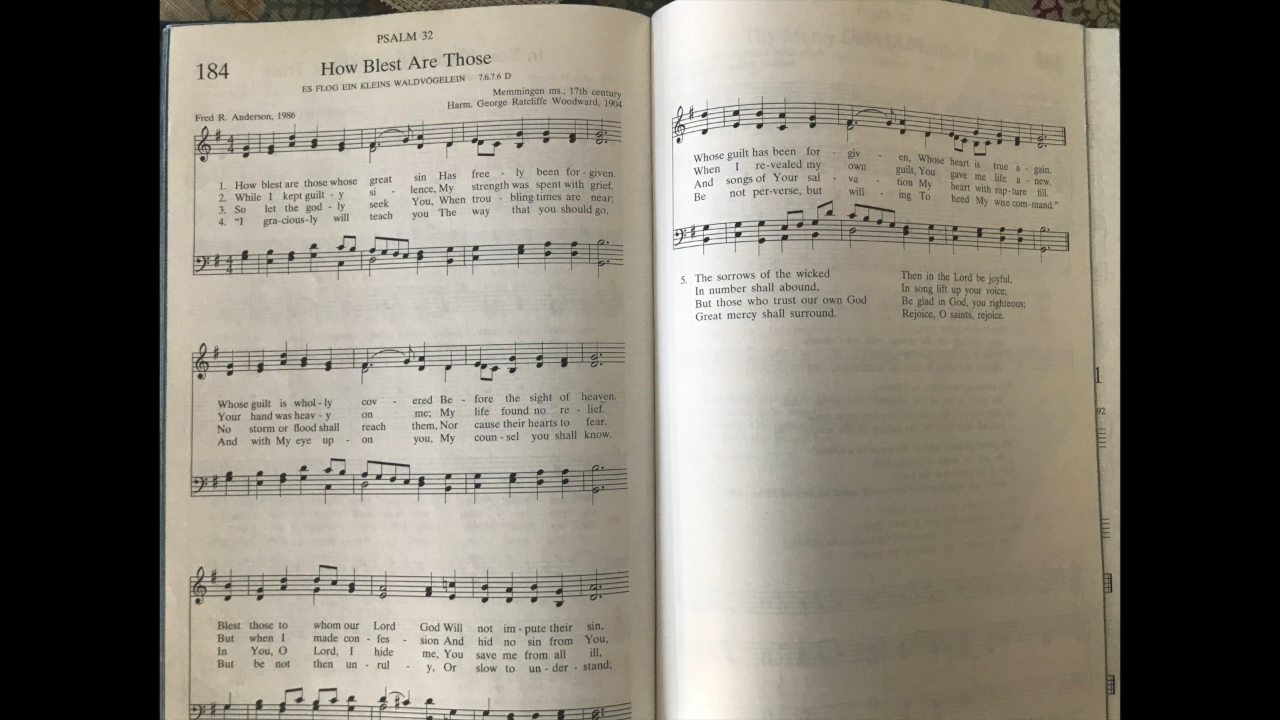 PSALM 32
184
How Blest Are Those
ES FLOG EIN KLEINS WALDVÖGELEIN 7.6.7.6 D
Memmingen ms., 17th century
Fred R. Anderson, 1986
Harm. George Ratcliffe Woodward, 1904
1. How blest are those whose great sin Has free - ly been for - given.
2. While I kept guilt - y si - lence, My strength was spent with grief.
3. So let the god - ly seek You, When trou - bling times are near;
4. "I gra - cious - ly will teach you The way that you should go,
Whose guilt is whol - ly cov - ered Be - fore the sight of heaven.
Your hand was heav - y on me; My life found no re - lief.
No storm or flood shall reach them, Nor cause their hearts to fear.
And with My eye up - on you, My coun - sel you shall know.
Blest those to whom our Lord God Will not im - pute their sin,
But when I made con - fes - sion And hid no sin from You,
In You, O Lord, I hide me, You save me from all ill,
But be not then un - rul - y, Or slow to un - der - stand;
Whose guilt has been for - giv - en, Whose heart is true a - gain.
When I re - vealed my own guilt, You gave me life a - new.
And songs of Your sal - va - tion My heart with rap - ture fill.
Be not per - verse, but will - ing To heed My wise com - mand."
5. The sorrows of the wicked
In number shall abound,
But those who trust our own God
Great mercy shall surround.
Then in the Lord be joyful,
In song lift up your voice;
Be glad in God, you righteous;
Rejoice, O saints, rejoice.
1
92